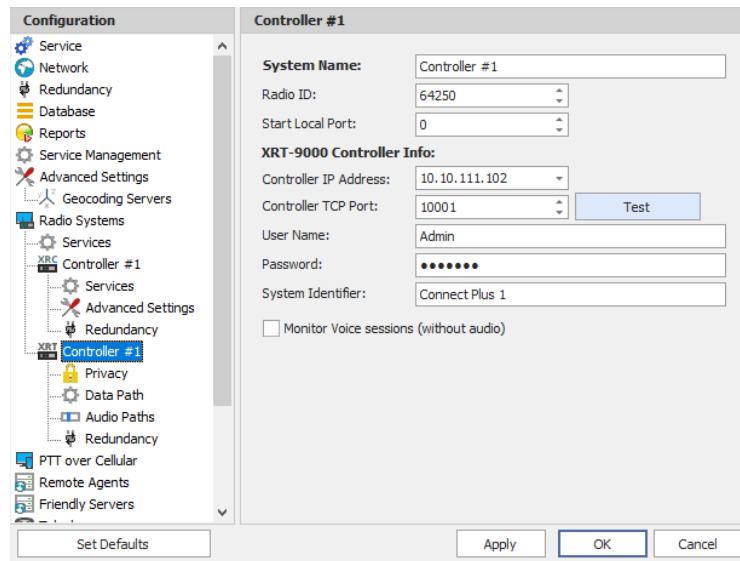 Configuration
Service
Network
Redundancy
Database
Reports
Service Management
Advanced Settings
Geocoding Servers
Radio Systems
Services
XRC Controller #1
Services
Advanced Settings
Redundancy
XRT Controller #1
Privacy
Data Path
Audio Paths
Redundancy
PTT over Cellular
Remote Agents
Friendly Servers
Set Defaults
Controller #1
System Name: Controller #1
Radio ID: 64250
Start Local Port: 0
XRT-9000 Controller Info:
Controller IP Address: 10.10.111.102
Controller TCP Port: 10001 Test
User Name: Admin
Password: ●●●●●●●
System Identifier: Connect Plus 1
Monitor Voice sessions (without audio)
Apply OK Cancel